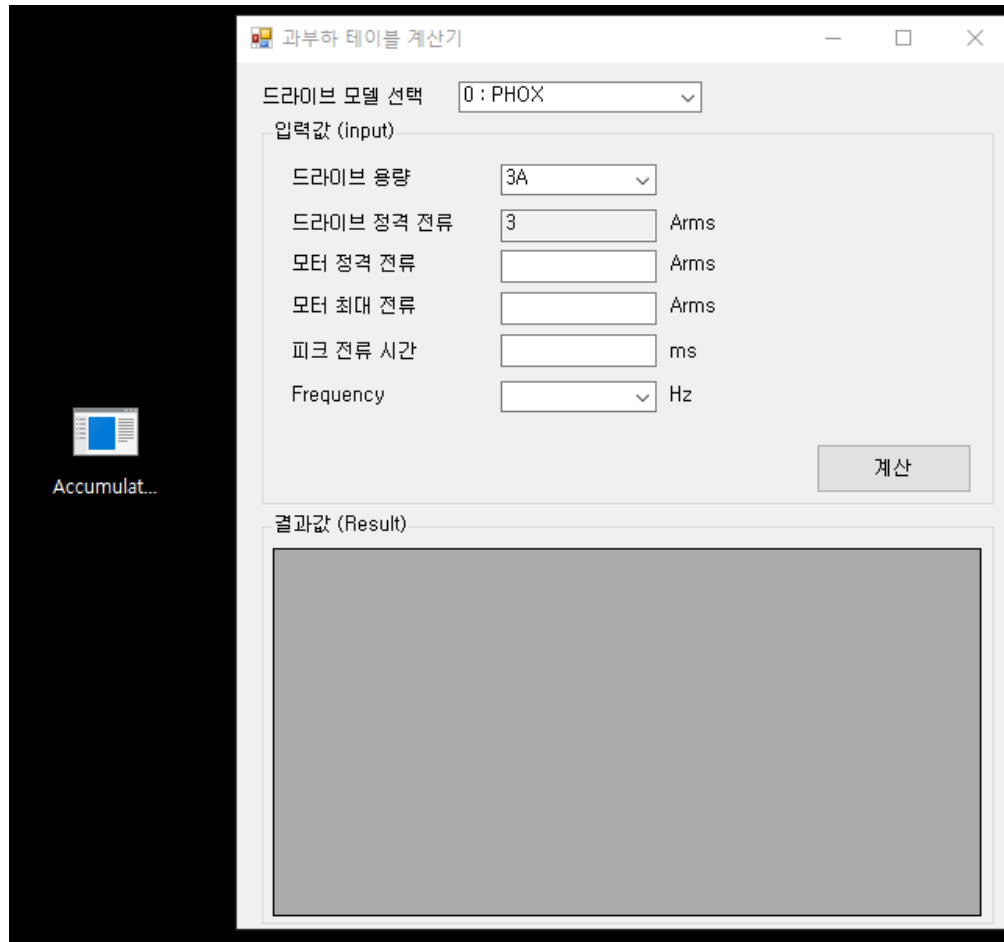 과부하 테이블 계산기
드라이브 모델 선택 0 : PHOX
입력값 (input)
드라이브 용량 3A
드라이브 정격 전류 3 Arms
모터 정격 전류 Arms
모터 최대 전류 Arms
피크 전류 시간 ms
Frequency Hz
계산
Accumulat...
결과값 (Result)